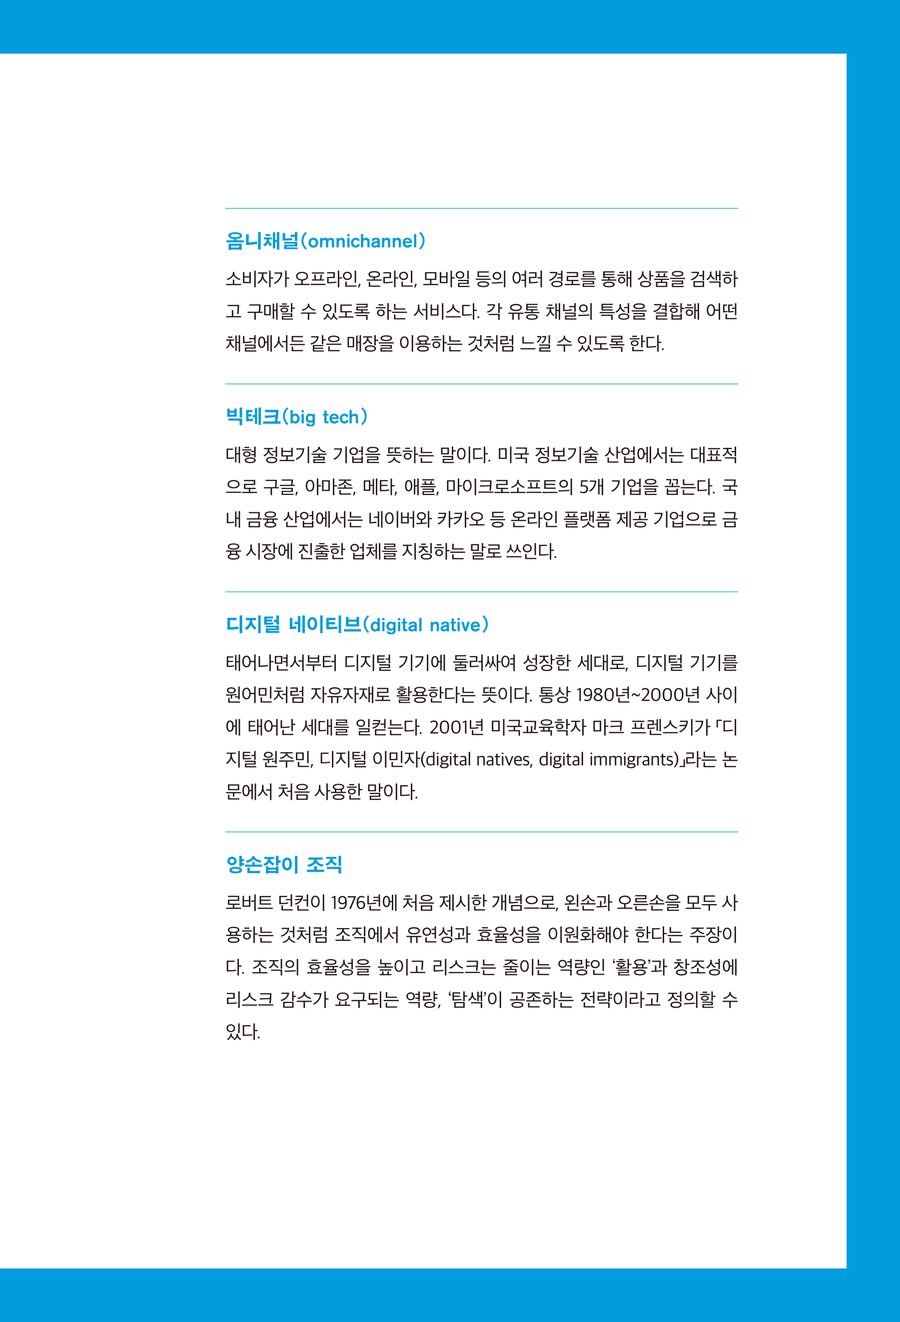 옴니채널(omnichannel)
소비자가 오프라인, 온라인, 모바일 등의 여러 경로를 통해 상품을 검색하
고 구매할 수 있도록 하는 서비스다. 각 유통 채널의 특성을 결합해 어떤
채널에서든 같은 매장을 이용하는 것처럼 느낄 수 있도록 한다.
빅테크(big tech)
대형 정보기술 기업을 뜻하는 말이다. 미국 정보기술 산업에서는 대표적
으로 구글, 아마존, 메타, 애플, 마이크로소프트의 5개 기업을 꼽는다. 국
내 금융 산업에서는 네이버와 카카오 등 온라인 플랫폼 제공 기업으로 금
융 시장에 진출한 업체를 지칭하는 말로 쓰인다.
디지털 네이티브(digital native)
태어나면서부터 디지털 기기에 둘러싸여 성장한 세대로, 디지털 기기를
원어민처럼 자유자재로 활용한다는 뜻이다. 통상 1980년~2000년 사이
에 태어난 세대를 일컫는다. 2001년 미국교육학자 마크 프렌스키가 「디
지털 원주민, 디지털 이민자(digital natives, digital immigrants)」라는 논
문에서 처음 사용한 말이다.
양손잡이 조직
로버트 던컨이 1976년에 처음 제시한 개념으로, 왼손과 오른손을 모두 사
용하는 것처럼 조직에서 유연성과 효율성을 이원화해야 한다는 주장이
다. 조직의 효율성을 높이고 리스크는 줄이는 역량인 ‘활용’과 창조성에
리스크 감수가 요구되는 역량, ‘탐색’이 공존하는 전략이라고 정의할 수
있다.